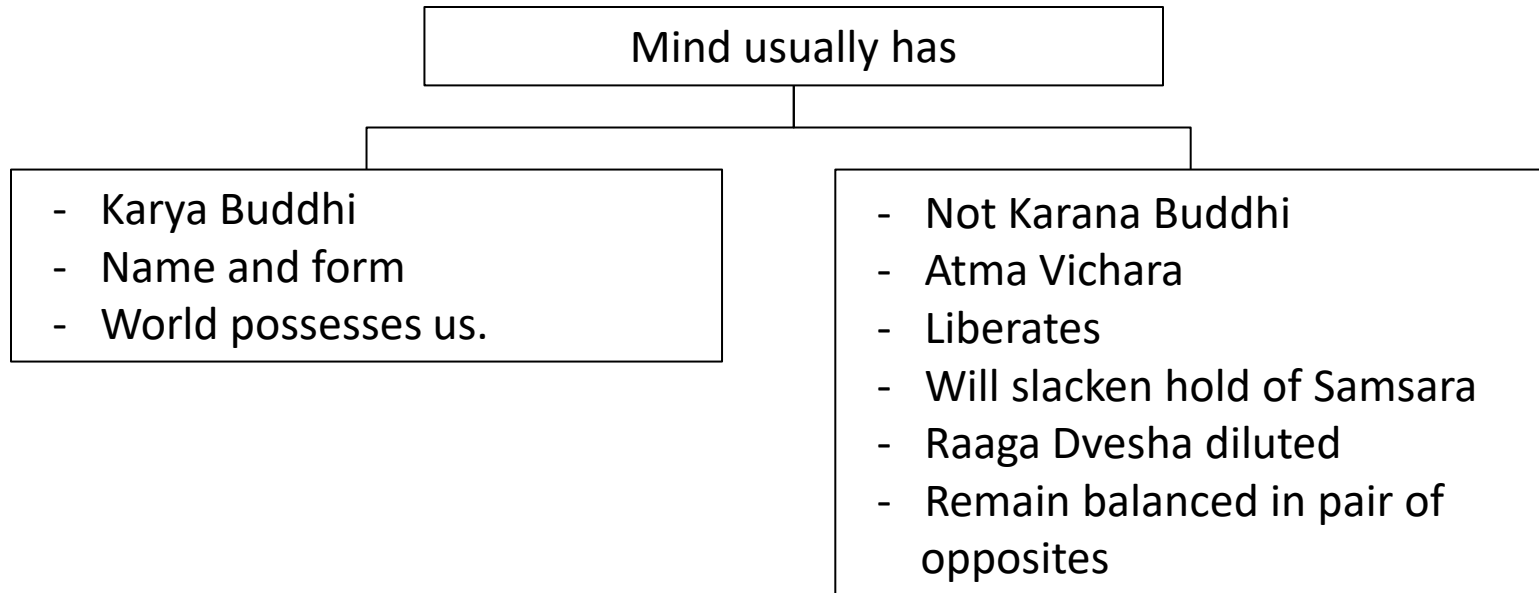 Mind usually has
- Karya Buddhi
- Name and form
- World possesses us.
- Not Karana Buddhi
- Atma Vichara
- Liberates
- Will slacken hold of Samsara
- Raaga Dvesha diluted
- Remain balanced in pair of
opposites